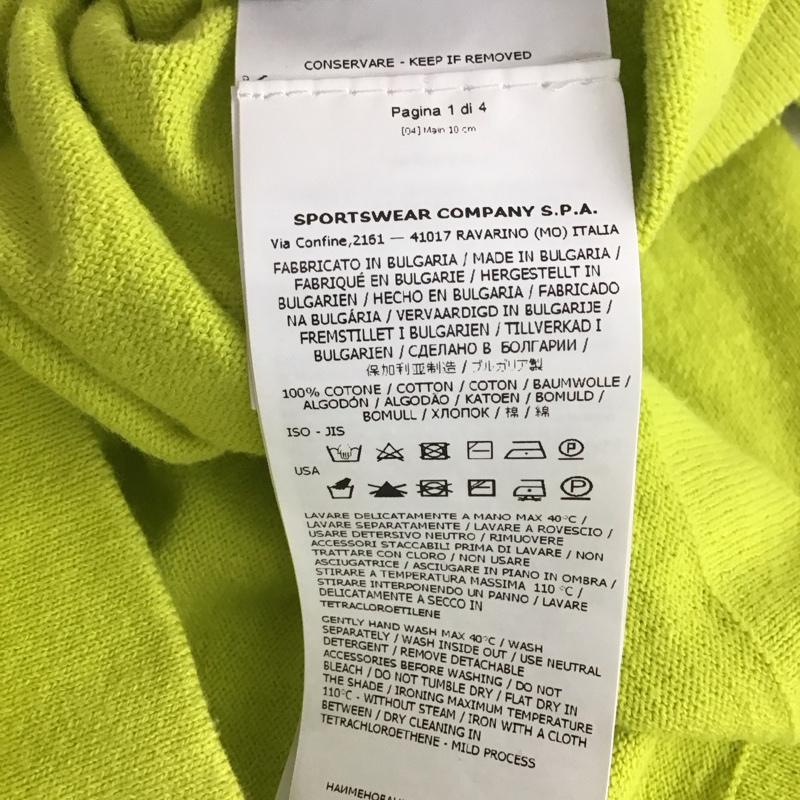 CONSERVARE - KEEP IF REMOVED
Pagina 1 di 4
[04] Main 10 cm
SPORTSWEAR COMPANY S.P.A.
Via Confine,2161 — 41017 RAVARINO (MO) ITALIA
FABBRICATO IN BULGARIA / MADE IN BULGARIA /
FABRIQUÉ EN BULGARIE / HERGESTELLT IN
BULGARIEN / HECHO EN BULGARIA / FABRICADO
NA BULGÁRIA / VERVAARDIGD IN BULGARIJE /
FREMSTILLET I BULGARIEN / TILLVERKAD I
BULGARIEN / СДЕЛАНО В БОЛГАРИИ /
保加利亚制造 / ブルガリア製
100% COTONE / COTTON / COTON / BAUMWOLLE /
ALGODÓN / ALGODÃO / KATOEN / BOMULD /
BOMULL / ХЛОПОК / 棉 / 綿
ISO - JIS
P
USA
P
LAVARE DELICATAMENTE A MANO MAX 40°C /
LAVARE SEPARATAMENTE / LAVARE A ROVESCIO /
USARE DETERSIVO NEUTRO / RIMUOVERE
ACCESSORI STACCABILI PRIMA DI LAVARE / NON
TRATTARE CON CLORO / NON USARE
ASCIUGATRICE / ASCIUGARE IN PIANO IN OMBRA /
STIRARE A TEMPERATURA MASSIMA 110 °C /
STIRARE INTERPONENDO UN PANNO / LAVARE
DELICATAMENTE A SECCO IN
TETRACLOROETILENE
GENTLY HAND WASH MAX 40°C / WASH
SEPARATELY / WASH INSIDE OUT / USE NEUTRAL
DETERGENT / REMOVE DETACHABLE
ACCESSORIES BEFORE WASHING / DO NOT
BLEACH / DO NOT TUMBLE DRY / FLAT DRY IN
THE SHADE / IRONING MAXIMUM TEMPERATURE
110°C - WITHOUT STEAM / IRON WITH A CLOTH
BETWEEN / DRY CLEANING IN
TETRACHLOROETHENE - MILD PROCESS